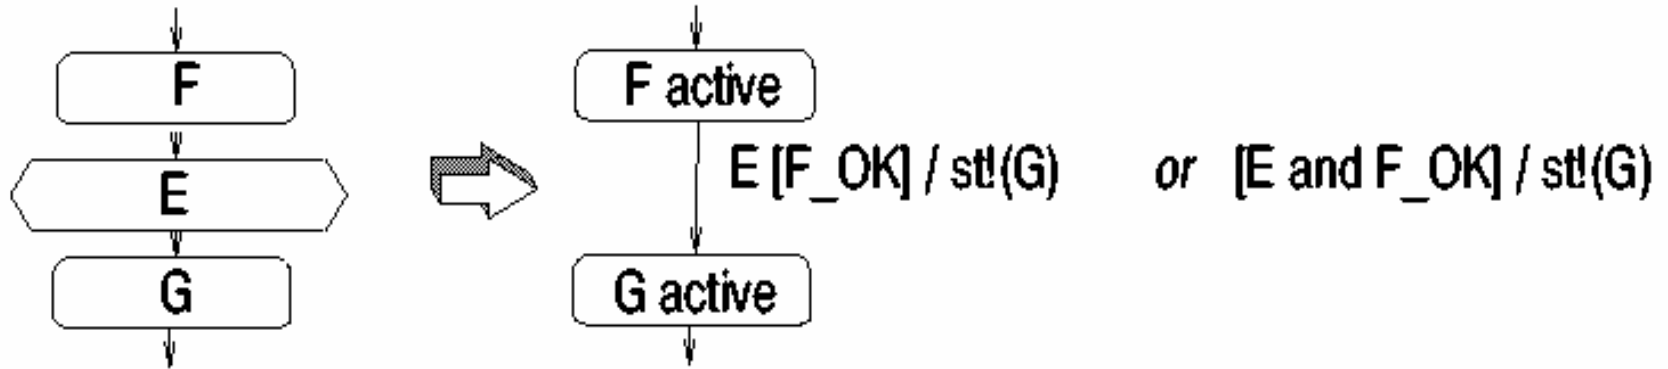 F
E
G
F active
E [F_OK] / st!(G) or [E and F_OK] / st!(G)
G active